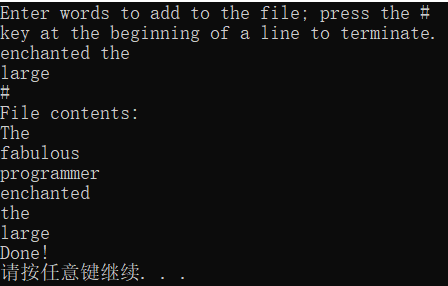 Enter words to add to the file; press the #
key at the beginning of a line to terminate.
enchanted the
large
#
File contents:
The
fabulous
programmer
enchanted
the
large
Done!
请按任意键继续. . .